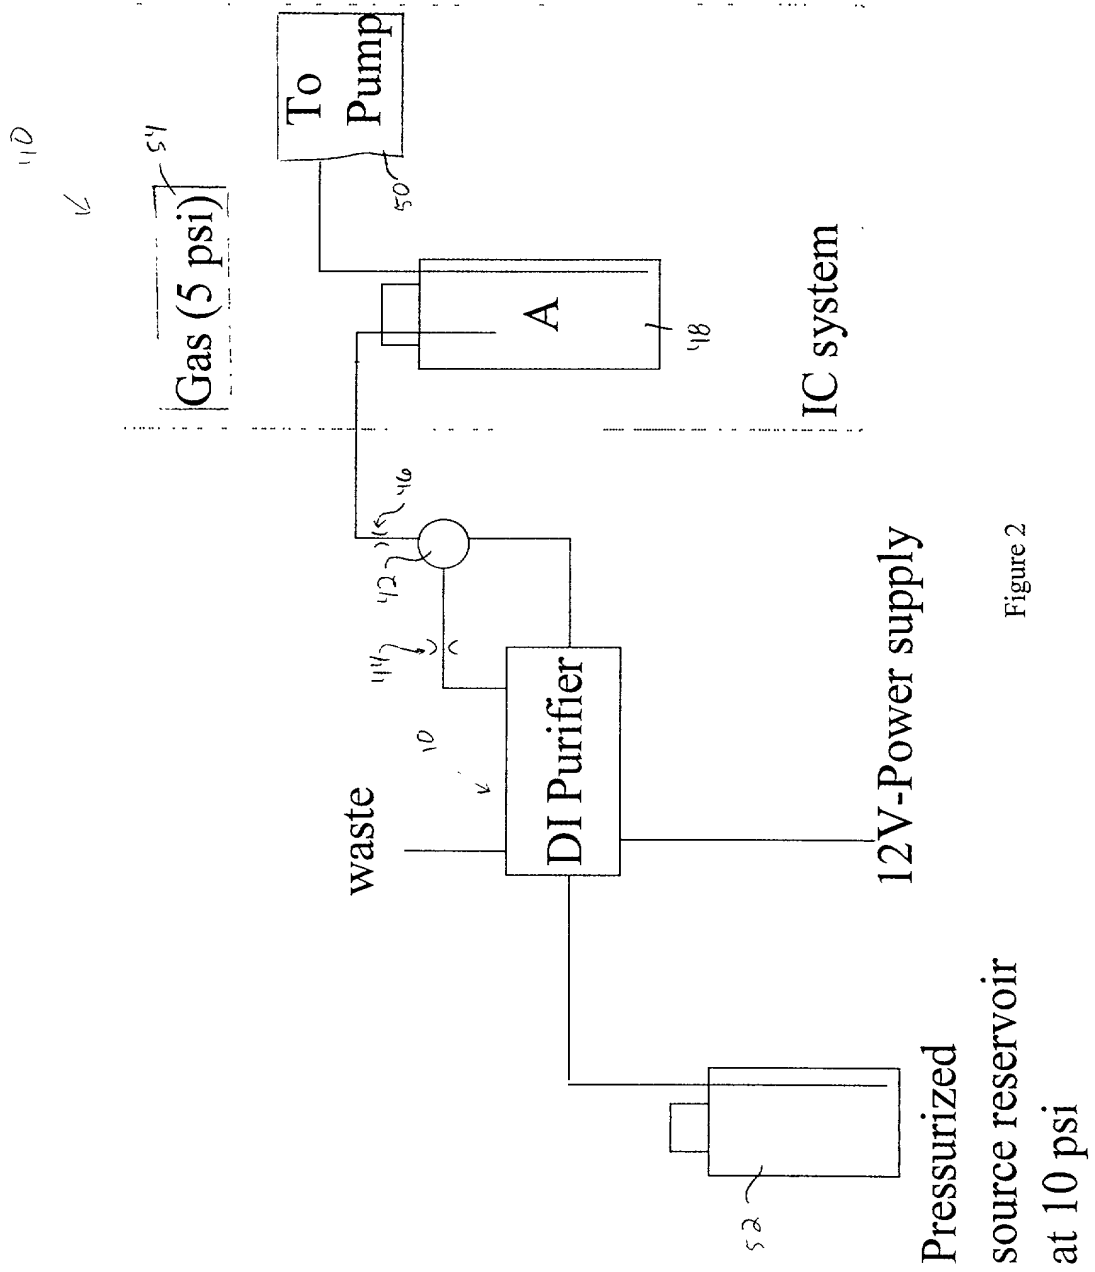 40
Gas (5 psi)
54
To
Pump
50
waste
10
44
42
46
A
48
DI Purifier
52
Pressurized
source reservoir
at 10 psi
12V-Power supply
IC system
Figure 2